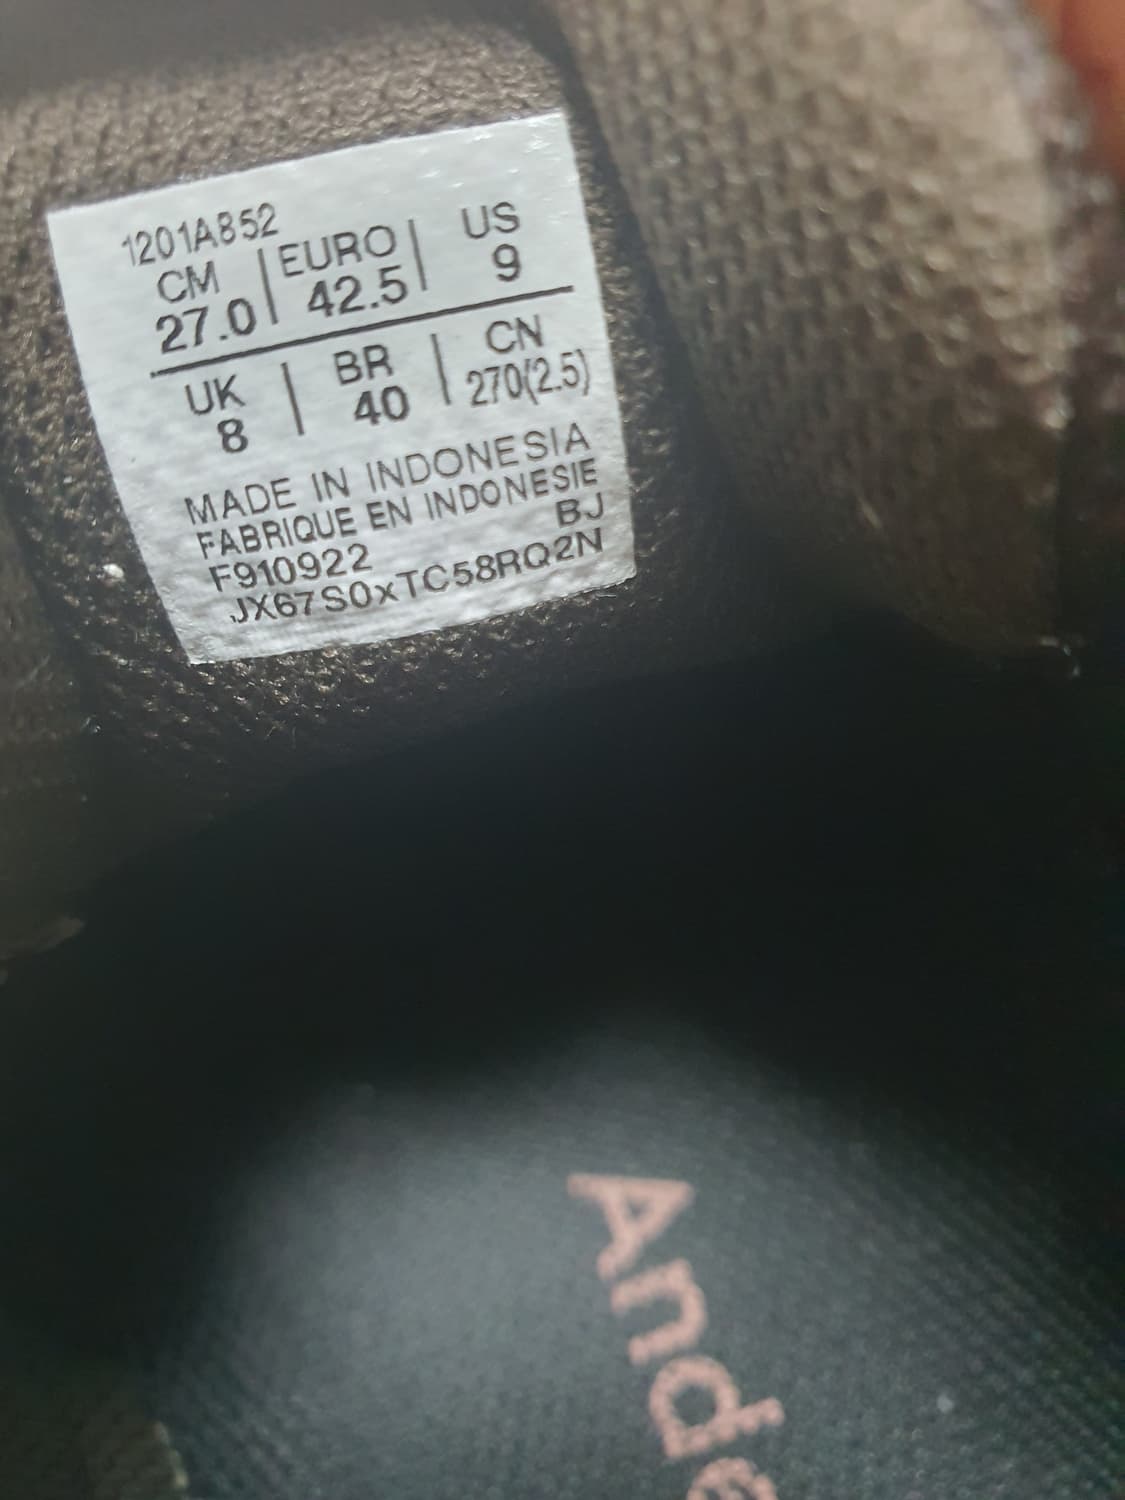 1201A852
CM | EURO | US
27.0 | 42.5 | 9
UK | BR | CN
8 | 40 | 270(2.5)
MADE IN INDONESIA
FABRIQUE EN INDONESIE
BJ
F910922
JX67S0xTC58RQ2N
Ande